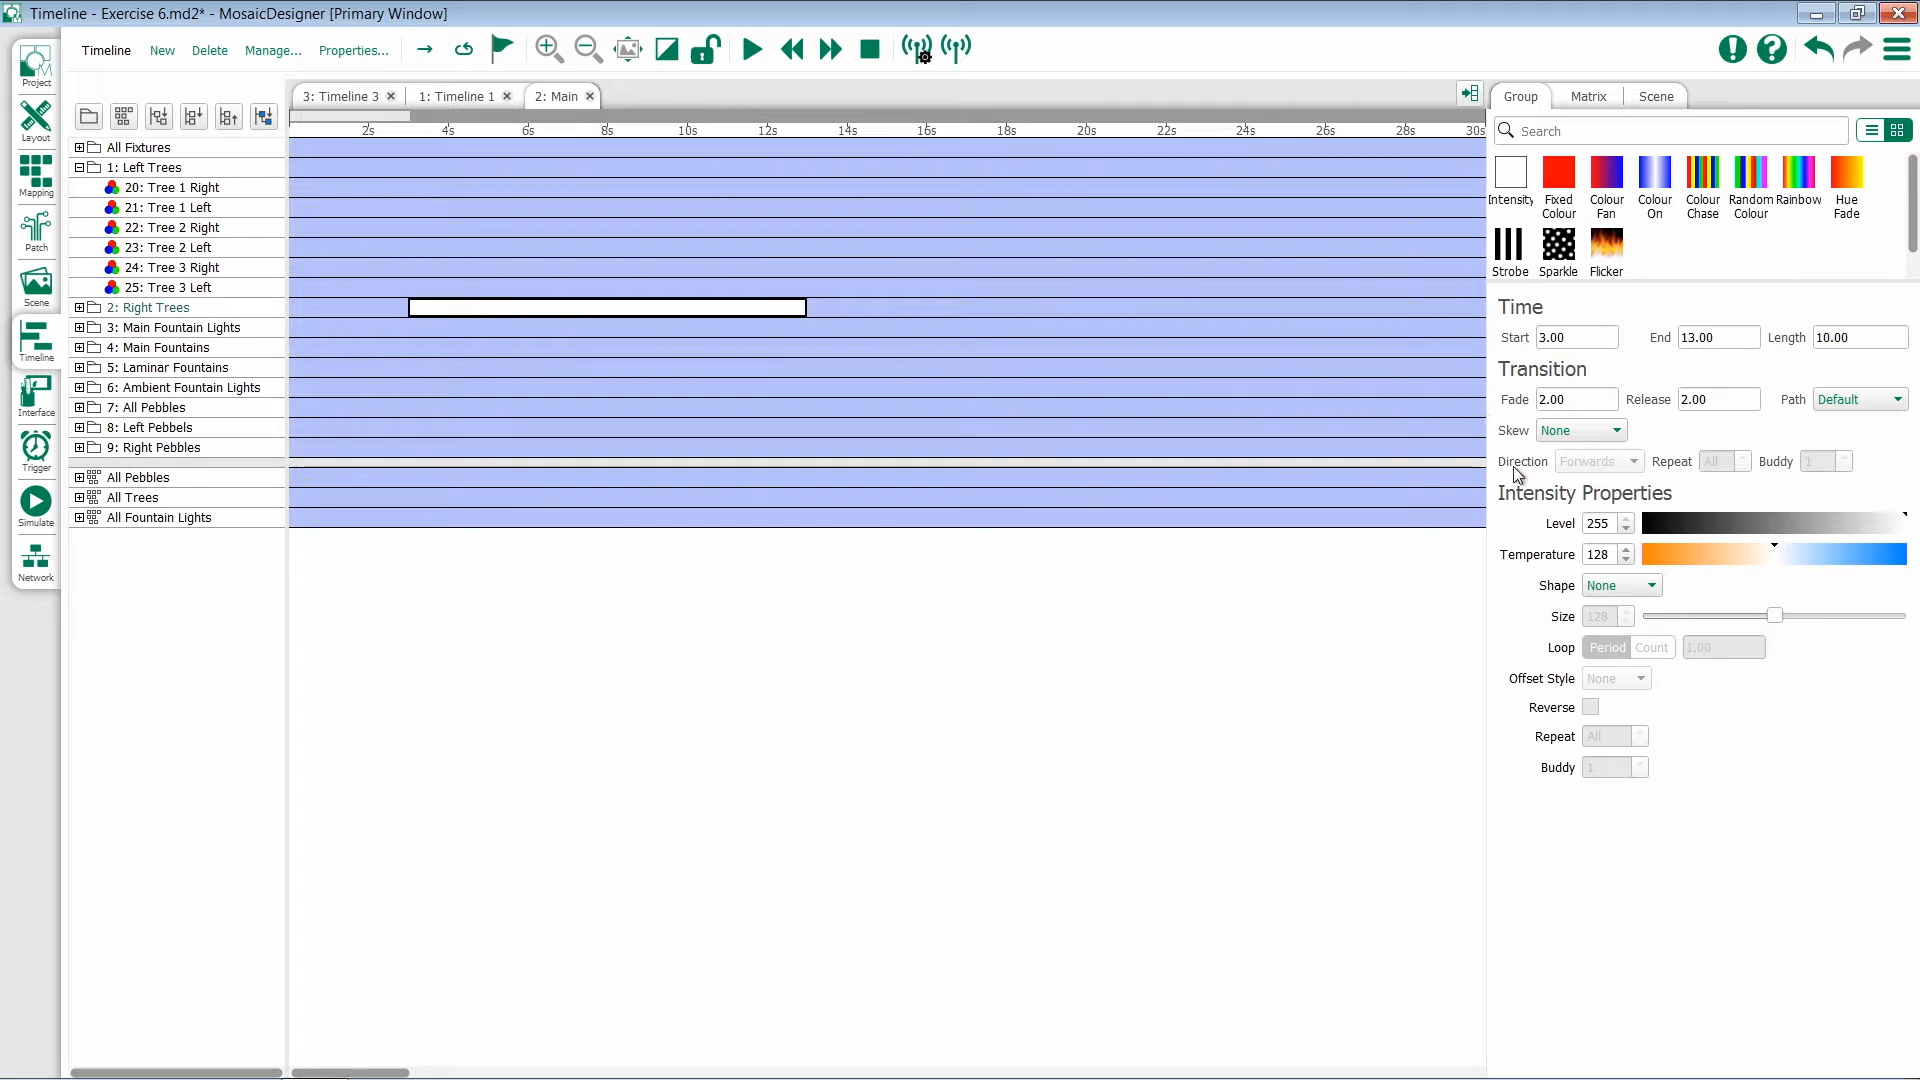 Timeline - Exercise 6.md2* - MosaicDesigner [Primary Window]
Timeline New Delete Manage... Properties...
Project
Layout
Mapping
Patch
Scene
Timeline
Interface
Trigger
Simulate
Network
3: Timeline 3 1: Timeline 1 2: Main
2s 4s 6s 8s 10s 12s 14s 16s 18s 20s 22s 24s 26s 28s 30s
All Fixtures
1: Left Trees
20: Tree 1 Right
21: Tree 1 Left
22: Tree 2 Right
23: Tree 2 Left
24: Tree 3 Right
25: Tree 3 Left
2: Right Trees
3: Main Fountain Lights
4: Main Fountains
5: Laminar Fountains
6: Ambient Fountain Lights
7: All Pebbles
8: Left Pebbels
9: Right Pebbles
All Pebbles
All Trees
All Fountain Lights
Group Matrix Scene
Search
Intensity Fixed Colour Colour Fan Colour On Colour Chase Random Colour Rainbow Hue Fade
Strobe Sparkle Flicker
Time
Start 3.00 End 13.00 Length 10.00
Transition
Fade 2.00 Release 2.00 Path Default
Skew None
Direction Forwards Repeat All Buddy 1
Intensity Properties
Level 255
Temperature 128
Shape None
Size 128
Loop Period Count 1.00
Offset Style None
Reverse
Repeat All
Buddy 1